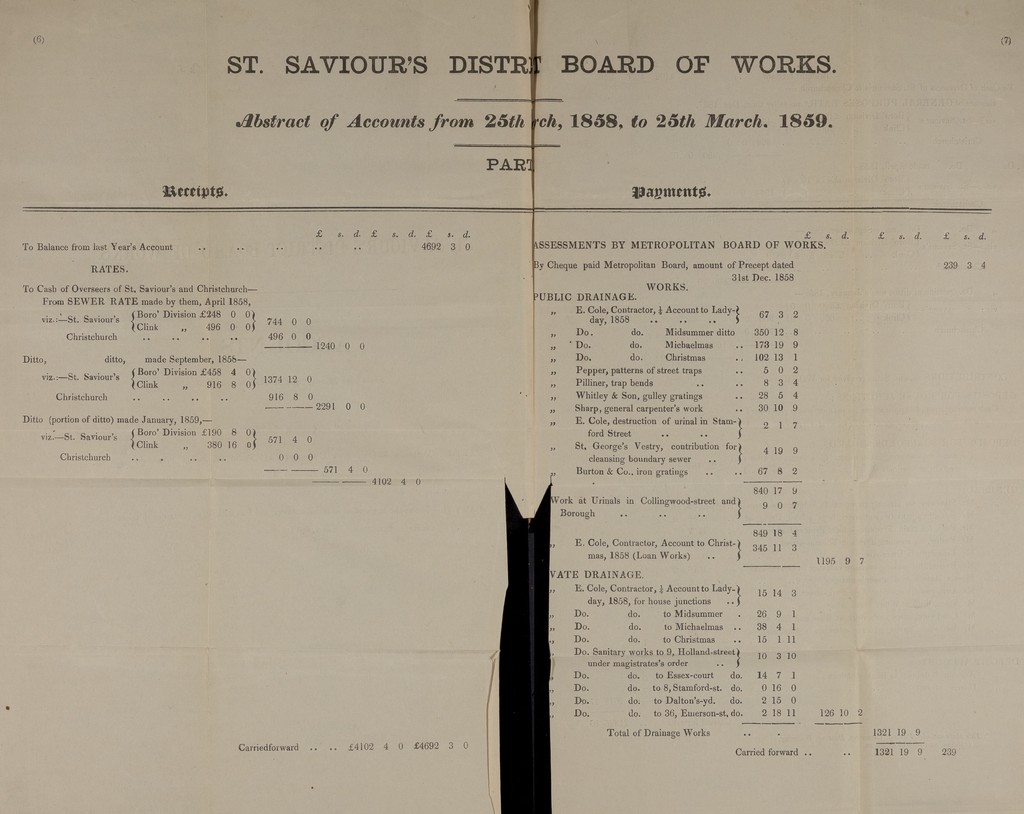 (6)
(7)
ST. SAVIOUR'S DISTR T BOARD OF WORKS.
Abstract of Accounts from 25th rch, 1858, to 25th March. 1859.
PART
Receipts.
£ s. d. £ s. d. £ s. d.
To Balance from last Year's Account .. .. .. .. .. 4692 3 0
RATES.
To Cash of Overseers of St. Saviour's and Christchurch—
From SEWER RATE made by them, April 1858,
viz.:—St. Saviour's { Boro' Division £248 0 0 }
{ Clink „ 496 0 0 } 744 0 0
Christchurch .. .. .. .. 496 0 0
——— 1240 0 0
Ditto, ditto, made September, 1858—
viz.:—St. Saviour's { Boro' Division £458 4 0 }
{ Clink „ 916 8 0 } 1374 12 0
Christchurch .. .. .. .. 916 8 0
——— 2291 0 0
Ditto (portion of ditto) made January, 1859,—
viz.—St. Saviour's { Boro' Division £190 8 0 }
{ Clink „ 380 16 0 } 571 4 0
Christchurch .. .. .. .. 0 0 0
——— 571 4 0
——— 4102 4 0
Carriedforward .. .. £4102 4 0 £4692 3 0
Payments.
£ s. d. £ s. d. £ s. d.
ASSESSMENTS BY METROPOLITAN BOARD OF WORKS.
By Cheque paid Metropolitan Board, amount of Precept dated
31st Dec. 1858 239 3 4
WORKS.
PUBLIC DRAINAGE.
„ E. Cole, Contractor, ¼ Account to Lady-}
day, 1858 .. .. .. } 67 3 2
„ Do. do. Midsummer ditto 350 12 8
„ Do. do. Michaelmas .. 173 19 9
„ Do. do. Christmas .. 102 13 1
„ Pepper, patterns of street traps .. 5 0 2
„ Pilliner, trap bends .. .. 8 3 4
„ Whitley & Son, gulley gratings .. 28 5 4
„ Sharp, general carpenter's work .. 30 10 9
„ E. Cole, destruction of urinal in Stam-}
ford Street .. .. } 2 1 7
„ St. George's Vestry, contribution for}
cleansing boundary sewer .. } 4 19 9
„ Burton & Co., iron gratings .. .. 67 8 2
840 17 9
Work at Urinals in Collingwood-street and}
Borough .. .. .. } 9 0 7
849 18 4
„ E. Cole, Contractor, Account to Christ-}
mas, 1858 (Loan Works) .. } 345 11 3
1195 9 7
VATE DRAINAGE.
„ E. Cole, Contractor, ¼ Account to Lady-}
day, 1858, for house junctions .. } 15 14 3
„ Do. do. to Midsummer . 26 9 1
„ Do. do. to Michaelmas .. 38 4 1
„ Do. do. to Christmas .. 15 1 11
„ Do. Sanitary works to 9, Holland-street}
under magistrates's order .. } 10 3 10
„ Do. do. to Essex-court do. 14 7 1
„ Do. do. to 8, Stamford-st. do. 0 16 0
„ Do. do. to Dalton's-yd. do. 2 15 0
„ Do. do. to 36, Emerson-st, do. 2 18 11 126 10 2
Total of Drainage Works .. . 1321 19 9
Carried forward .. .. 1321 19 9 239